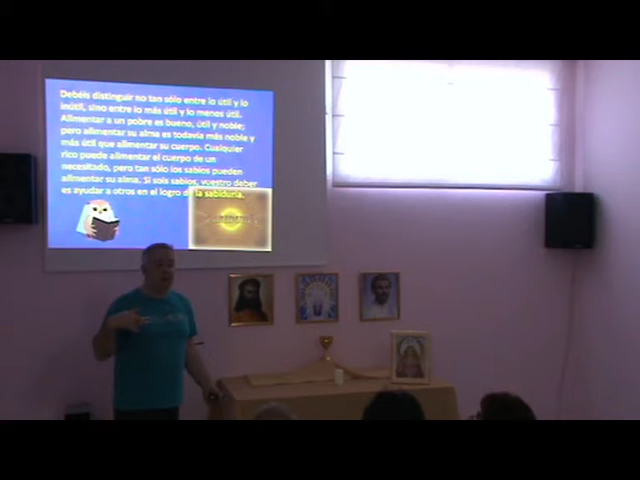 Debéis distinguir no tan sólo entre lo útil y lo
inútil, sino entre lo más útil y lo menos útil.
Alimentar a un pobre es bueno, útil y noble;
pero alimentar su alma es todavía más noble y
más útil que alimentar su cuerpo. Cualquier
rico puede alimentar el cuerpo de un
necesitado, pero tan sólo los sabios pueden
alimentar su alma. Si sois sabios, vuestro deber
es ayudar a otros en el logro de la sabiduría.